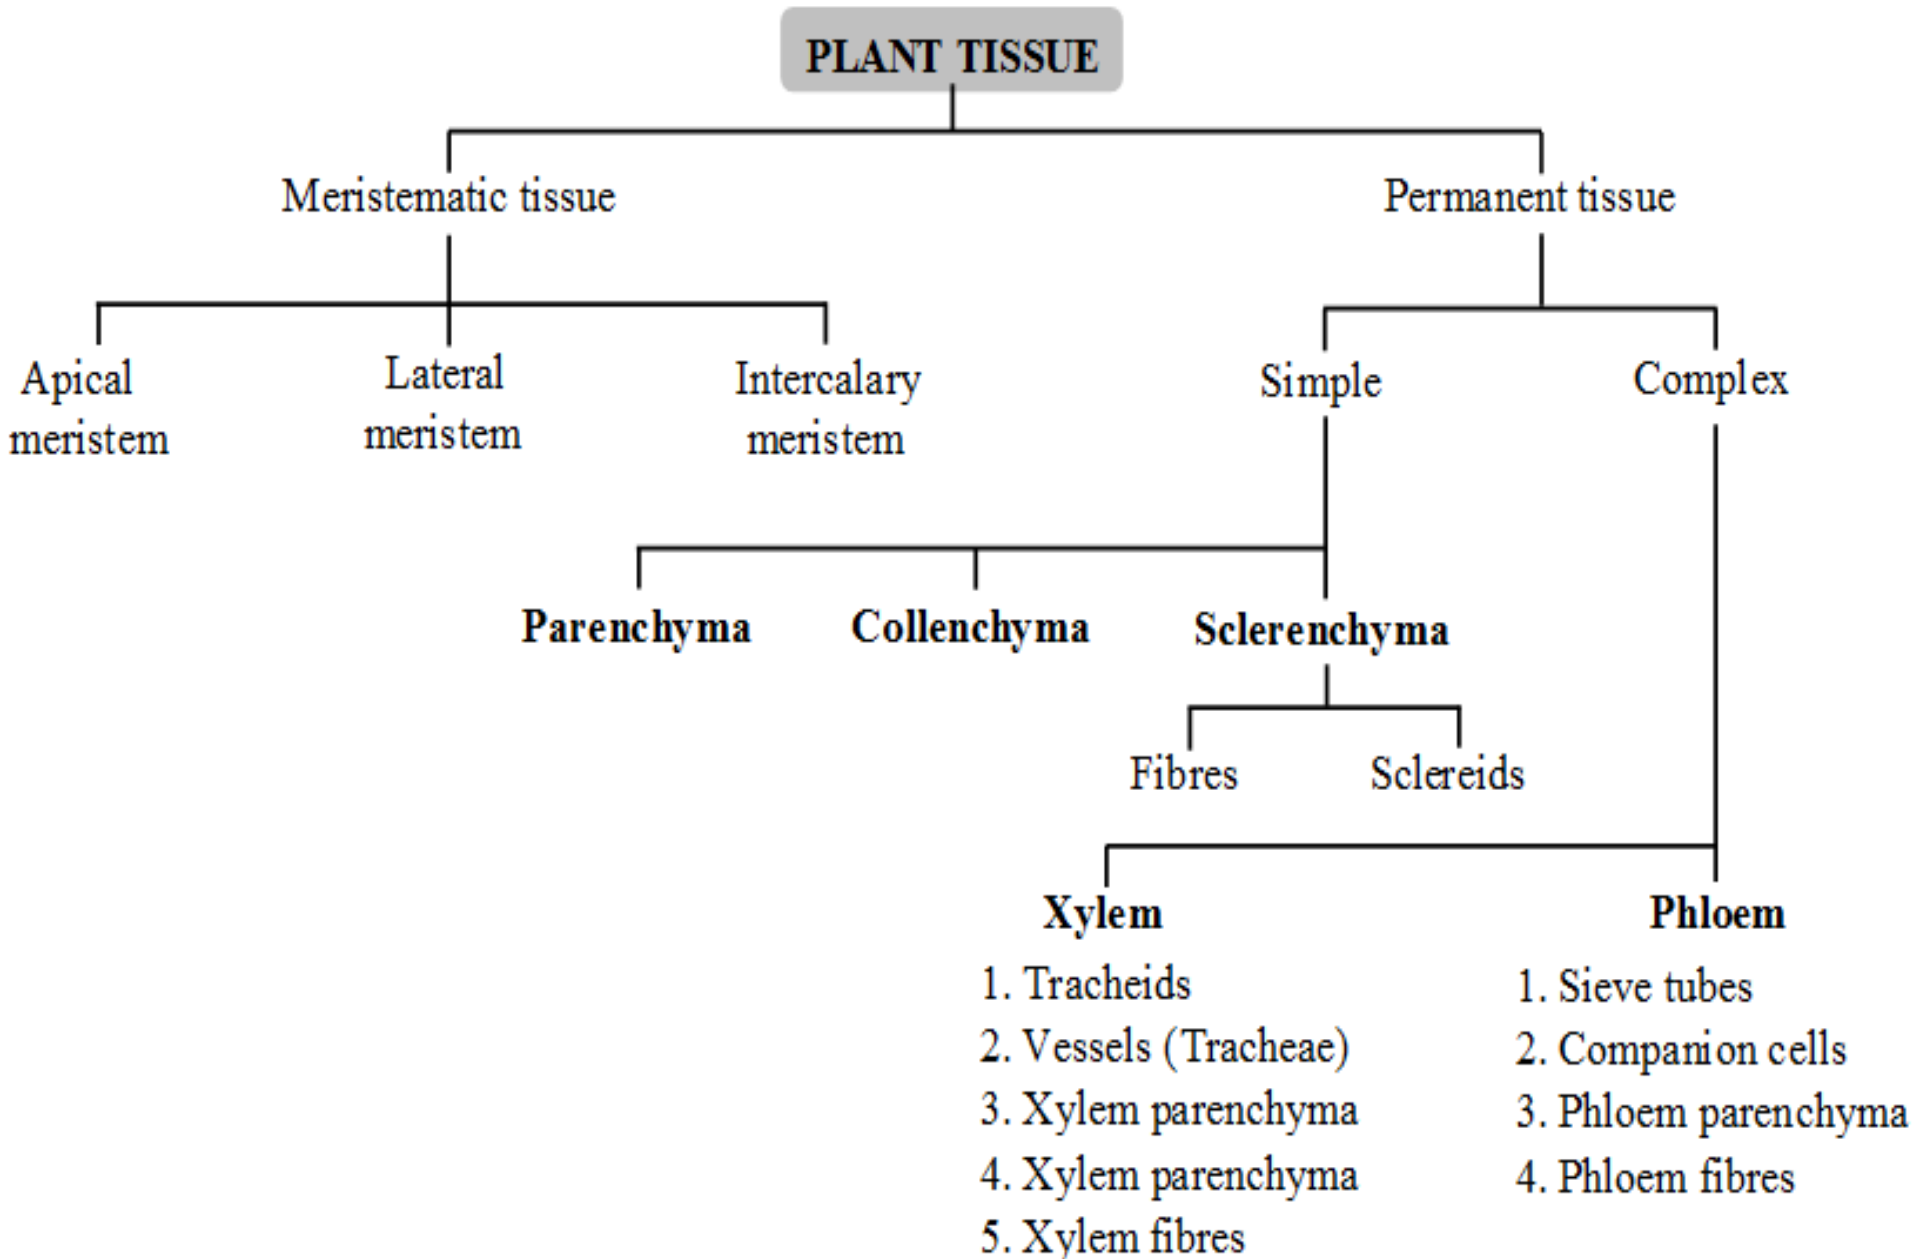 PLANT TISSUE
Meristematic tissue
Permanent tissue
Apical
meristem
Lateral
meristem
Intercalary
meristem
Simple
Complex
Parenchyma
Collenchyma
Sclerenchyma
Fibres
Sclereids
Xylem
1. Tracheids
2. Vessels (Tracheae)
3. Xylem parenchyma
4. Xylem parenchyma
5. Xylem fibres
Phloem
1. Sieve tubes
2. Companion cells
3. Phloem parenchyma
4. Phloem fibres